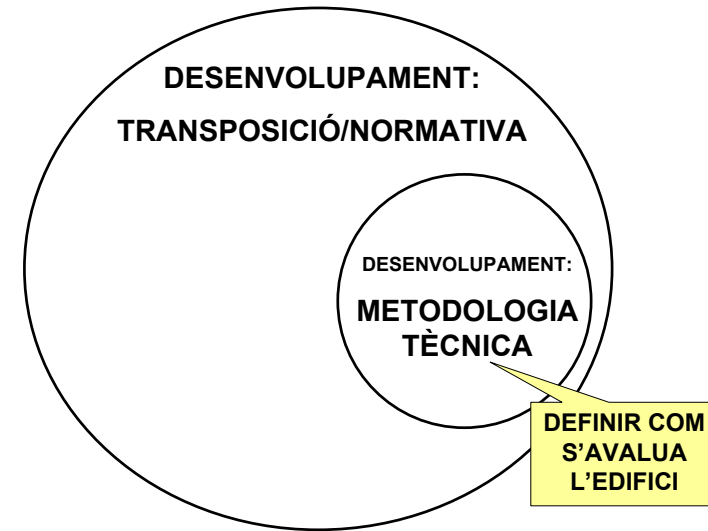 DESENVOLUPAMENT:
TRANSPOSICIÓ/NORMATIVA
DESENVOLUPAMENT:
METODOLOGIA
TÈCNICA
DEFINIR COM
S’AVALUA
L’EDIFICI